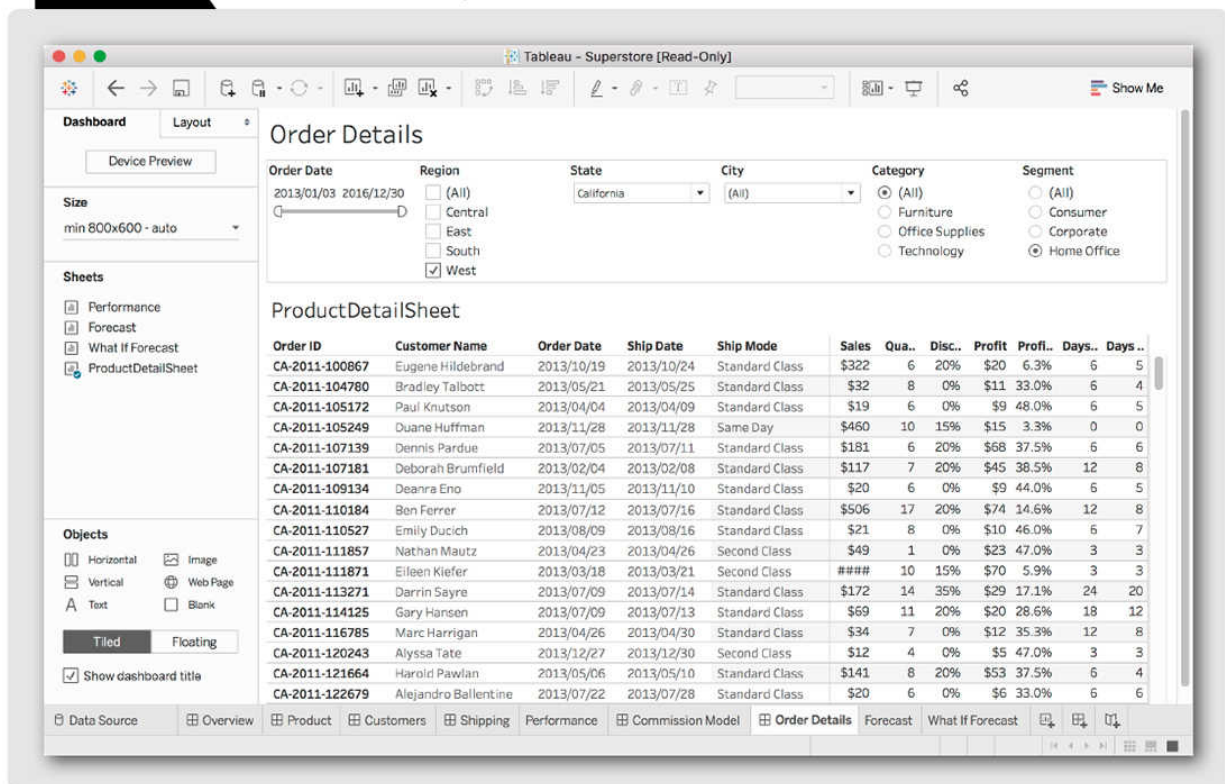 Tableau - Superstore [Read-Only]
Show Me
Dashboard Layout
Device Preview
Size
min 800x600 - auto
Sheets
Performance
Forecast
What If Forecast
ProductDetailSheet
Objects
Horizontal Image
Vertical Web Page
Text Blank
Tiled Floating
Show dashboard title
Order Details
Order Date Region State City Category Segment
2013/01/03 2016/12/30 (All) California (All) (All) (All)
Central Furniture Consumer
East Office Supplies Corporate
South Technology Home Office
West
ProductDetailSheet
Order ID Customer Name Order Date Ship Date Ship Mode Sales Qua.. Disc.. Profit Profi.. Days.. Days ..
CA-2011-100867 Eugene Hildebrand 2013/10/19 2013/10/24 Standard Class $322 6 20% $20 6.3% 6 5
CA-2011-104780 Bradley Talbott 2013/05/21 2013/05/25 Standard Class $32 8 0% $11 33.0% 6 4
CA-2011-105172 Paul Knutson 2013/04/04 2013/04/09 Standard Class $19 6 0% $9 48.0% 6 5
CA-2011-105249 Duane Huffman 2013/11/28 2013/11/28 Same Day $460 10 15% $15 3.3% 0 0
CA-2011-107139 Dennis Pardue 2013/07/05 2013/07/11 Standard Class $181 6 20% $68 37.5% 6 6
CA-2011-107181 Deborah Brumfield 2013/02/04 2013/02/08 Standard Class $117 7 20% $45 38.5% 12 8
CA-2011-109134 Deanra Eno 2013/11/05 2013/11/10 Standard Class $20 6 0% $9 44.0% 6 5
CA-2011-110184 Ben Ferrer 2013/07/12 2013/07/16 Standard Class $506 17 20% $74 14.6% 12 8
CA-2011-110527 Emily Ducich 2013/08/09 2013/08/16 Standard Class $21 8 0% $10 46.0% 6 7
CA-2011-111857 Nathan Mautz 2013/04/23 2013/04/26 Second Class $49 1 0% $23 47.0% 3 3
CA-2011-111871 Eileen Kiefer 2013/03/18 2013/03/21 Second Class #### 10 15% $70 5.9% 3 3
CA-2011-113271 Darrin Sayre 2013/07/09 2013/07/14 Standard Class $172 14 35% $29 17.1% 24 20
CA-2011-114125 Gary Hansen 2013/07/09 2013/07/13 Standard Class $69 11 20% $20 28.6% 18 12
CA-2011-116785 Marc Harrigan 2013/04/26 2013/04/30 Standard Class $34 7 0% $12 35.3% 12 8
CA-2011-120243 Alyssa Tate 2013/12/27 2013/12/30 Second Class $12 4 0% $5 47.0% 3 3
CA-2011-121664 Harold Pawlan 2013/05/06 2013/05/10 Standard Class $141 8 20% $53 37.5% 6 4
CA-2011-122679 Alejandro Ballentine 2013/07/22 2013/07/28 Standard Class $20 6 0% $6 33.0% 6 6
Data Source Overview Product Customers Shipping Performance Commission Model Order Details Forecast What If Forecast